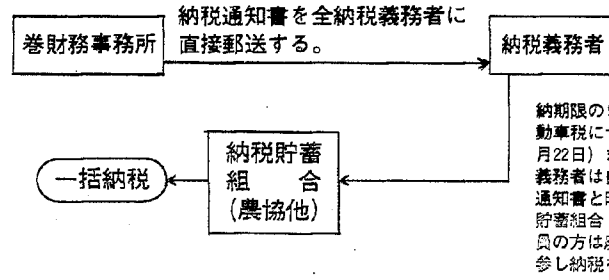 納税通知書を全納税義務者に
直接郵送する。
巻財務事務所
納税義務者
納税貯蓄
組合
(農協他)
一括納税
納期限の
動車税に
月22日)
義務者は
通知書と
貯蓄組合
員の方は
参し納税